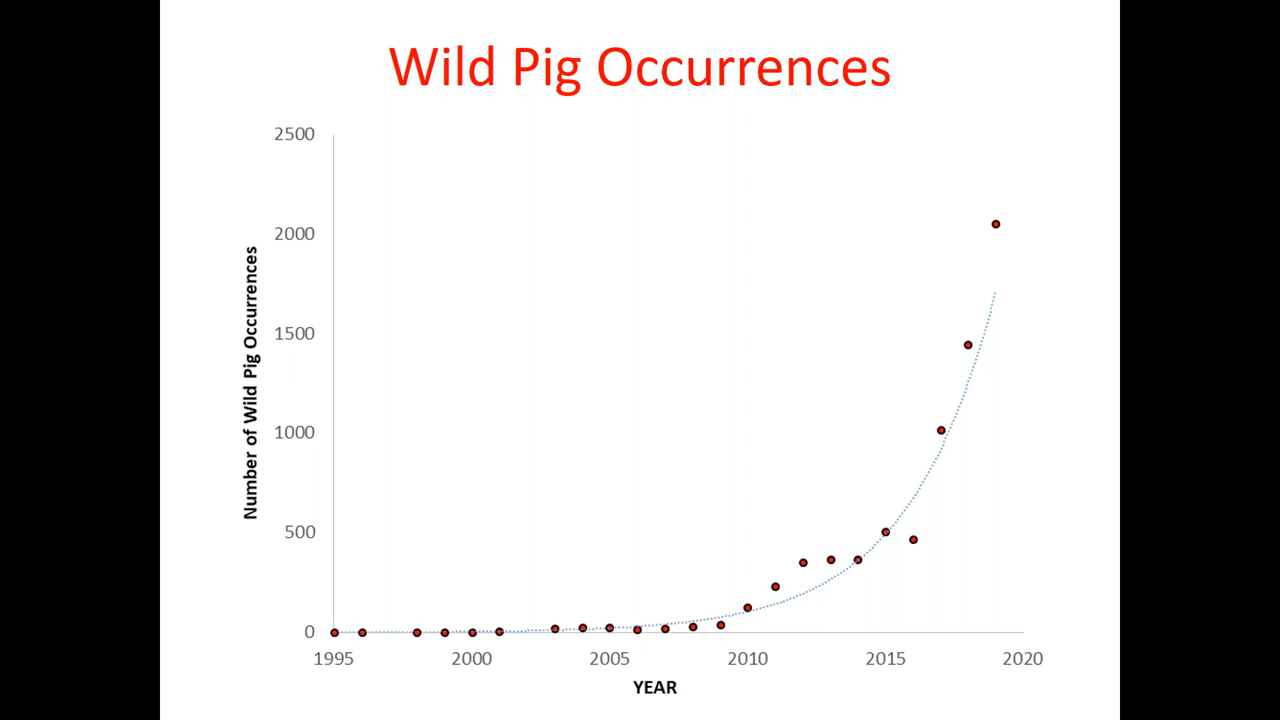 Wild Pig Occurrences
2500
2000
1500
1000
500
0
Number of Wild Pig Occurrences
1995 2000 2005 2010 2015 2020
YEAR